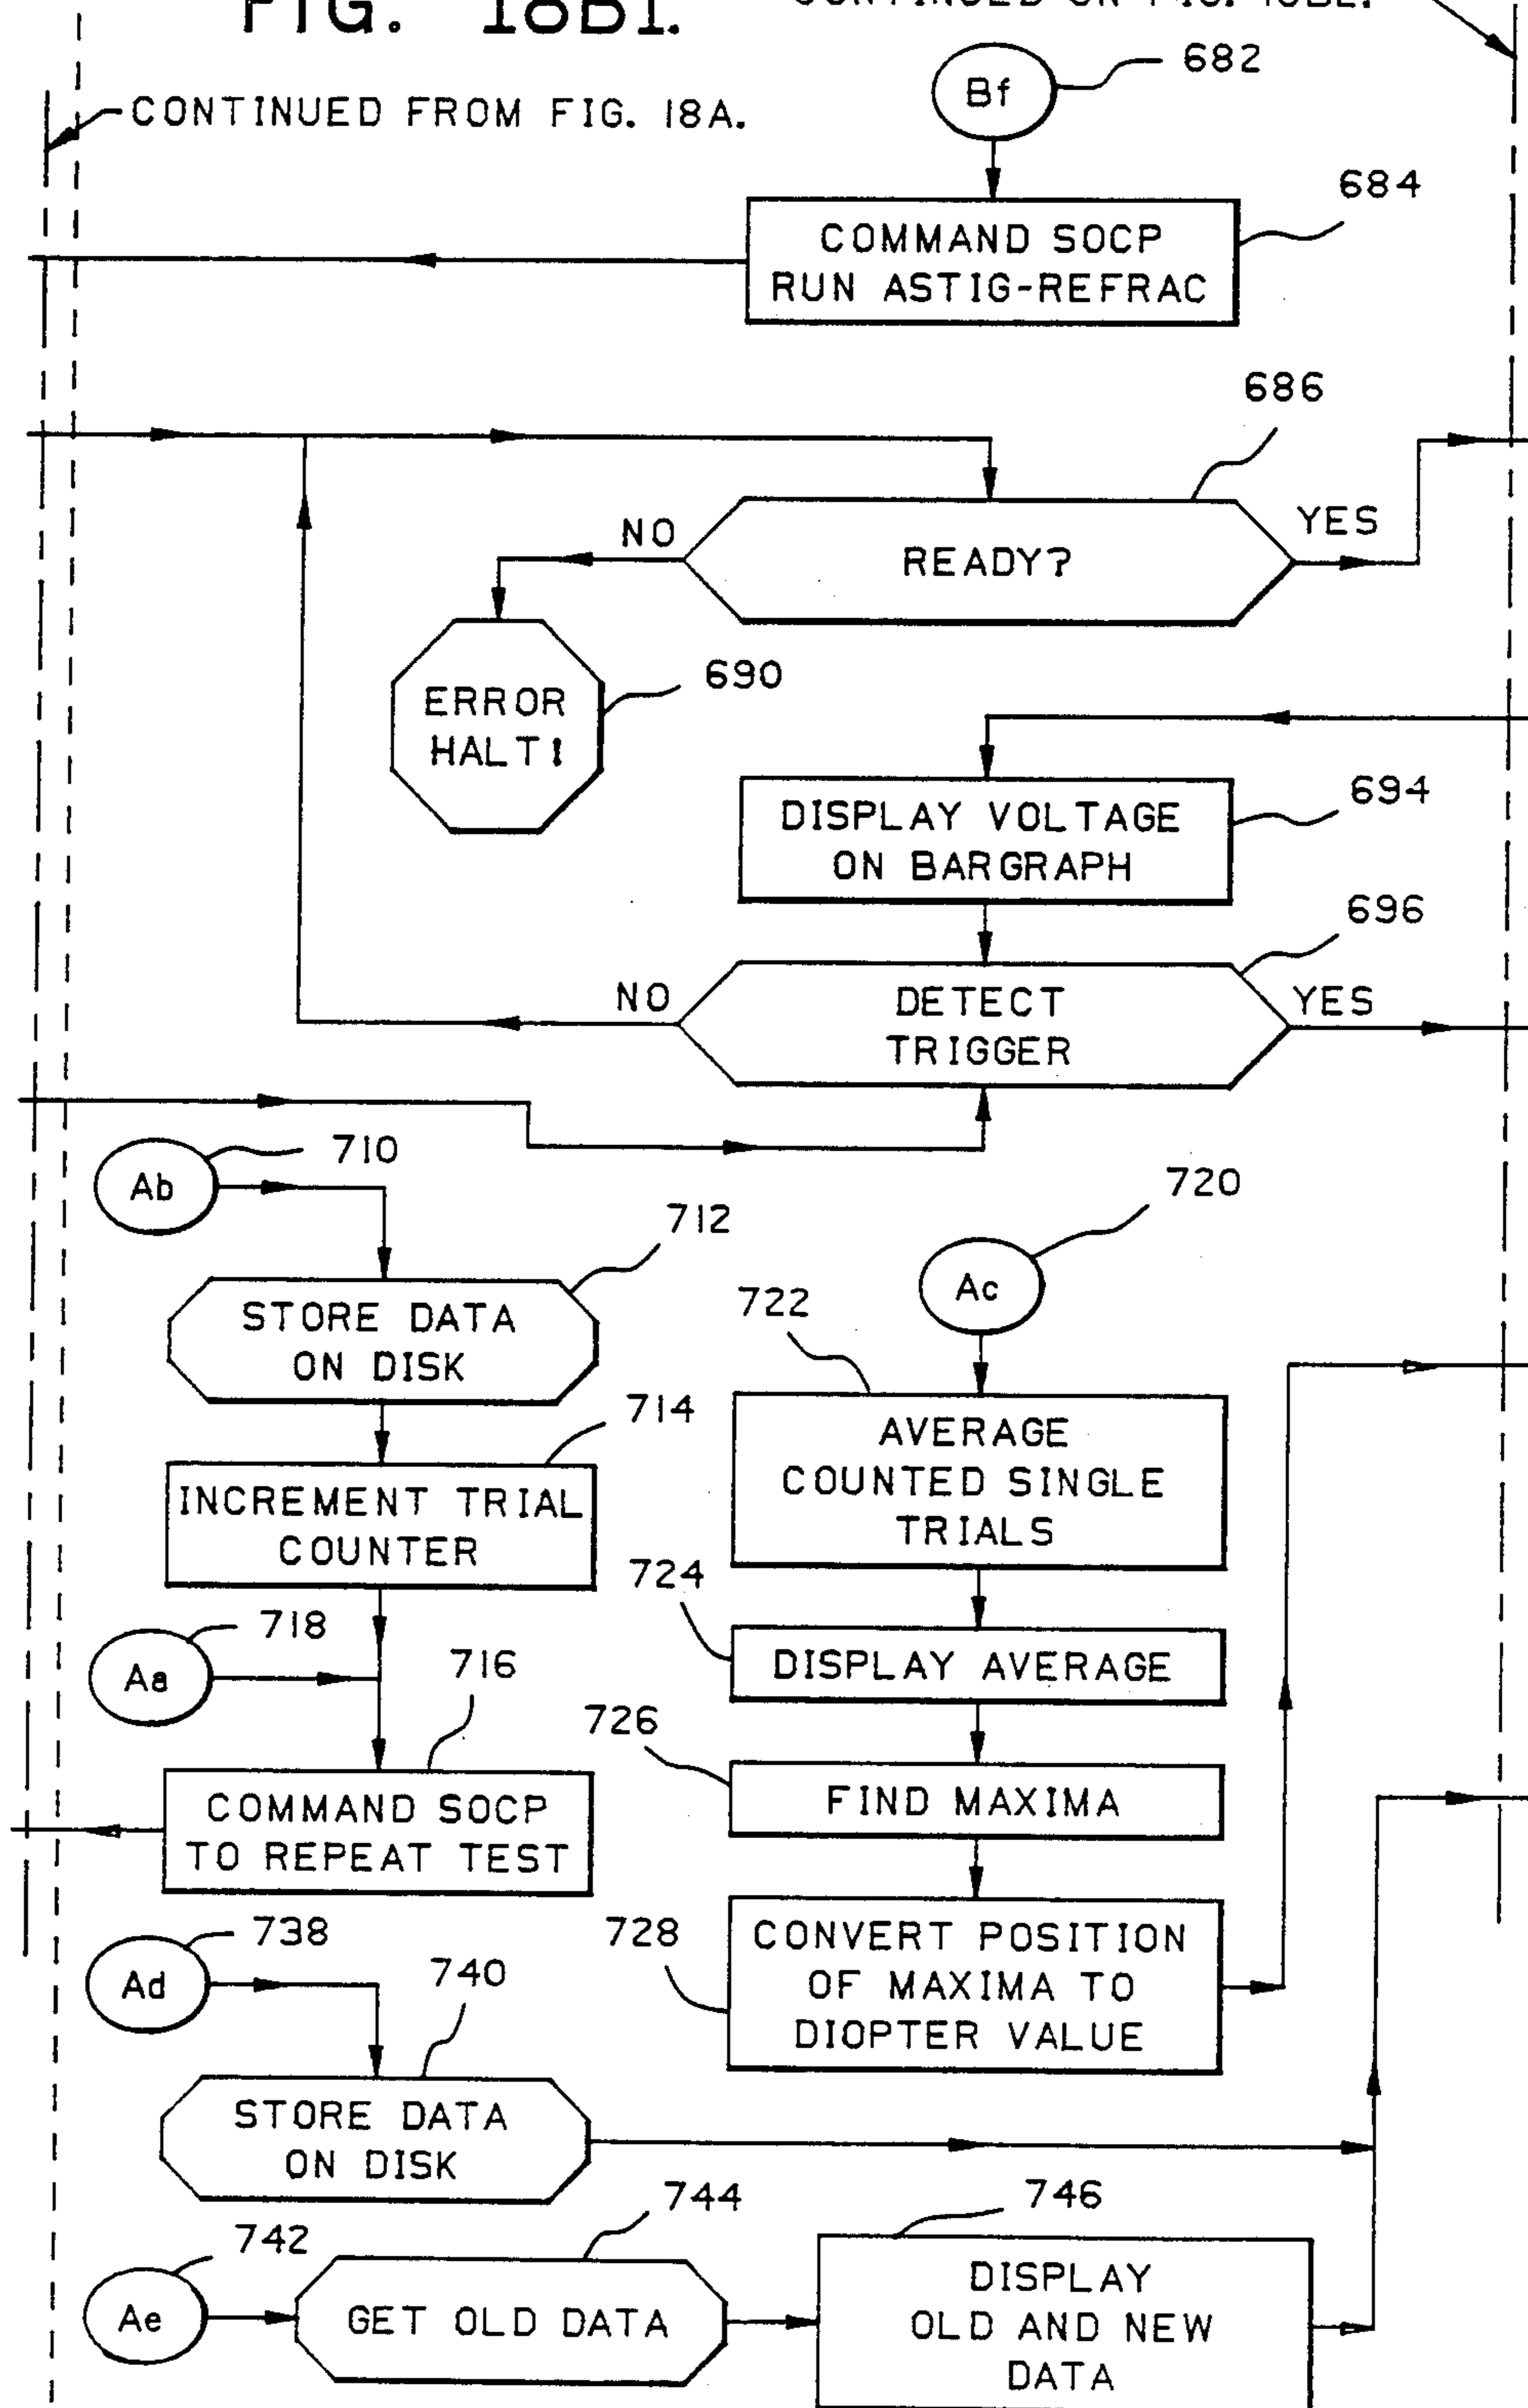 FIG. 18B1.
CONTINUED ON FIG. 18B2.
CONTINUED FROM FIG. 18A.
Bf
682
684
COMMAND SOCP
RUN ASTIG-REFRAC
686
NO
READY?
YES
690
ERROR
HALT!
694
DISPLAY VOLTAGE
ON BARGRAPH
696
NO
DETECT
TRIGGER
YES
710
Ab
712
STORE DATA
ON DISK
714
INCREMENT TRIAL
COUNTER
718
Aa
716
COMMAND SOCP
TO REPEAT TEST
720
Ac
722
AVERAGE
COUNTED SINGLE
TRIALS
724
DISPLAY AVERAGE
726
FIND MAXIMA
728
CONVERT POSITION
OF MAXIMA TO
DIOPTER VALUE
738
Ad
740
STORE DATA
ON DISK
742
Ae
744
GET OLD DATA
746
DISPLAY
OLD AND NEW
DATA